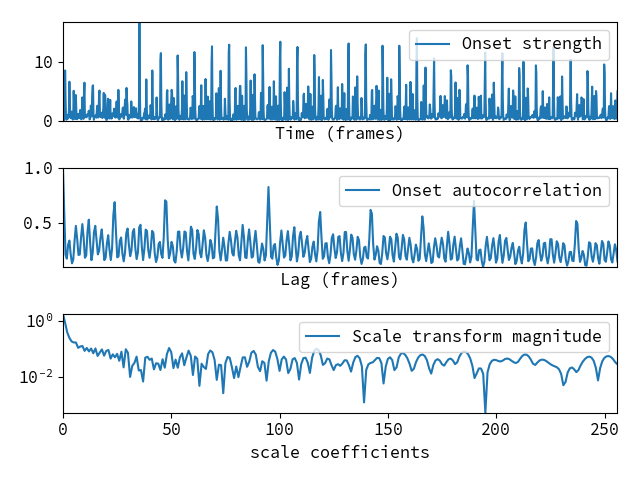 10
0
Onset strength
Time (frames)
1.0
0.5
Onset autocorrelation
Lag (frames)
10⁰
10⁻²
Scale transform magnitude
0 50 100 150 200 250
scale coefficients